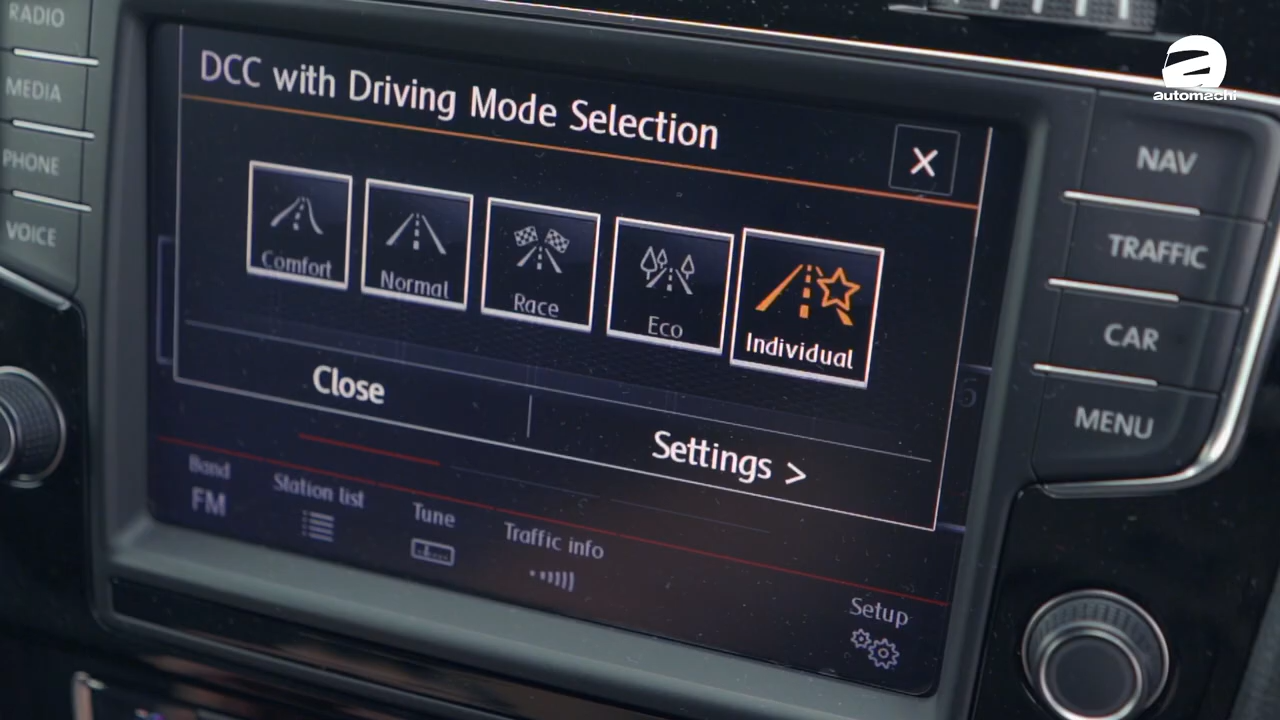 RADIO
MEDIA
PHONE
VOICE
DCC with Driving Mode Selection
X
Comfort
Normal
Race
Eco
Individual
Close
Settings >
Band
FM
Station list
Tune
Traffic info
Setup
NAV
TRAFFIC
CAR
MENU
automachi